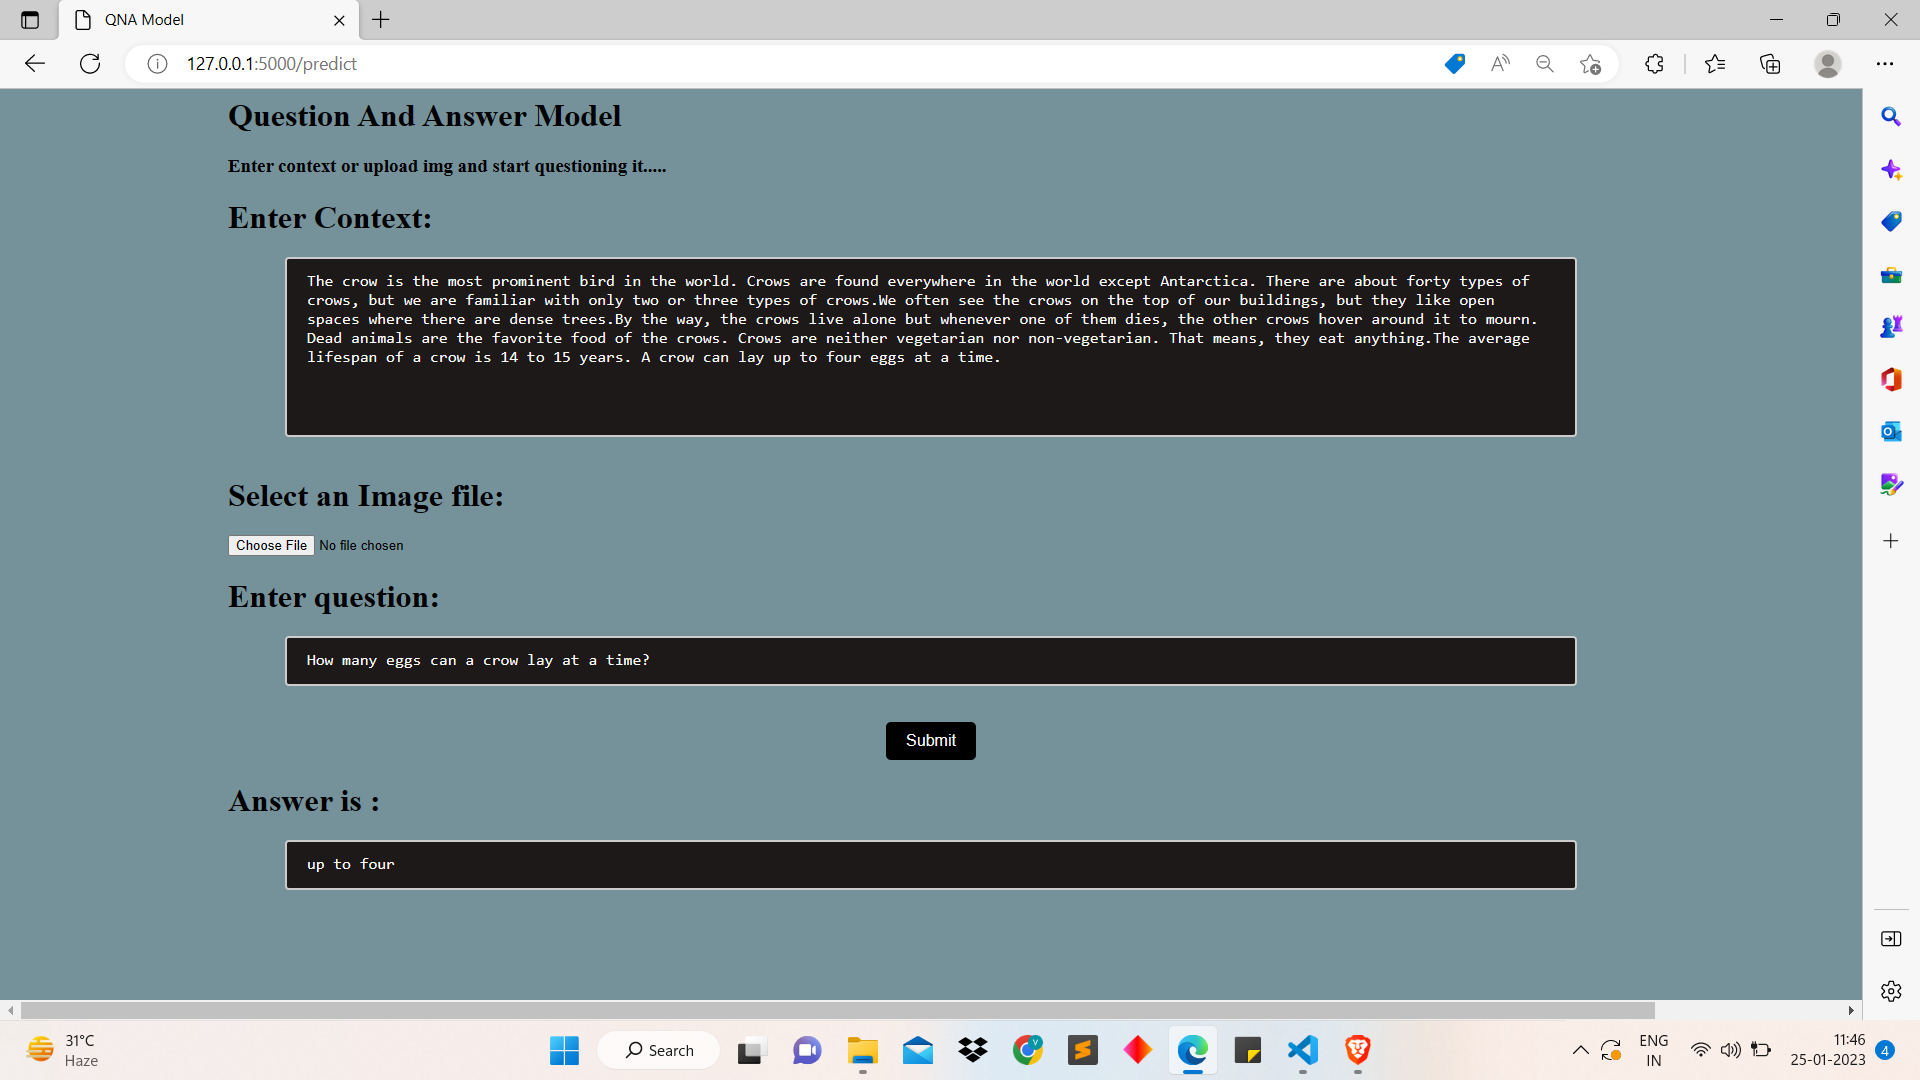 QNA Model
127.0.0.1:5000/predict
Question And Answer Model
Enter context or upload img and start questioning it.....
Enter Context:
The crow is the most prominent bird in the world. Crows are found everywhere in the world except Antarctica. There are about forty types of
crows, but we are familiar with only two or three types of crows.We often see the crows on the top of our buildings, but they like open
spaces where there are dense trees.By the way, the crows live alone but whenever one of them dies, the other crows hover around it to mourn.
Dead animals are the favorite food of the crows. Crows are neither vegetarian nor non-vegetarian. That means, they eat anything.The average
lifespan of a crow is 14 to 15 years. A crow can lay up to four eggs at a time.
Select an Image file:
Choose File No file chosen
Enter question:
How many eggs can a crow lay at a time?
Submit
Answer is :
up to four
31°C
Haze
Search
ENG
IN
11:46
25-01-2023
4